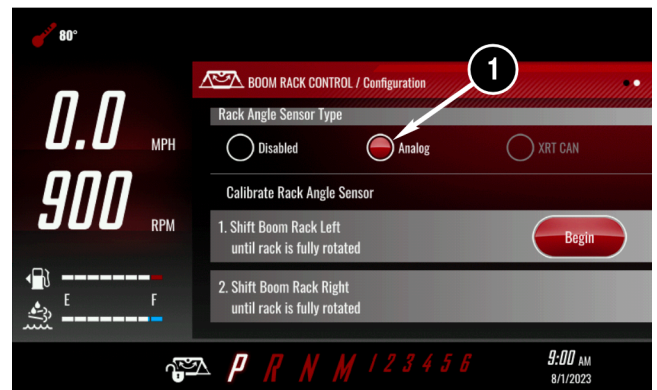 80°
1
BOOM RACK CONTROL / Configuration
0.0 MPH
900 RPM
E F
Rack Angle Sensor Type
Disabled Analog XRT CAN
Calibrate Rack Angle Sensor
1. Shift Boom Rack Left
until rack is fully rotated
Begin
2. Shift Boom Rack Right
until rack is fully rotated
P R N M 1 2 3 4 5 6
9:00 AM
8/1/2023